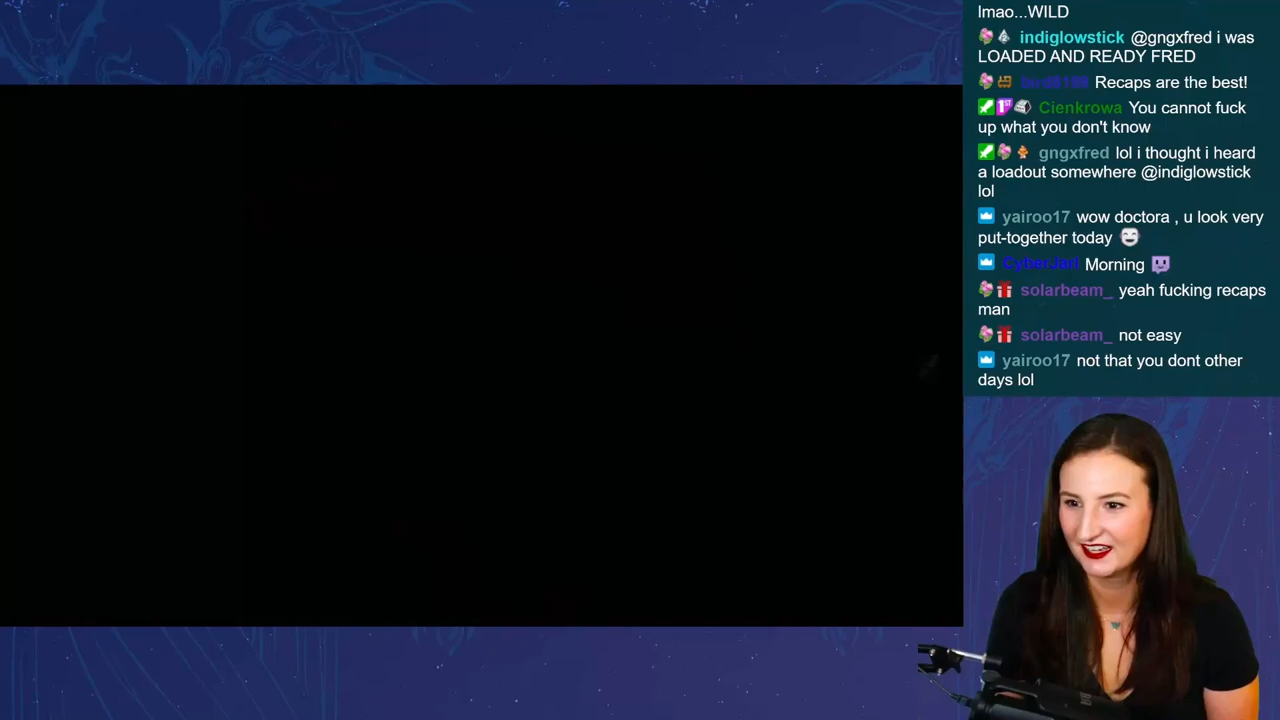 lmao...WILD
indiglowstick @gngxfred i was
LOADED AND READY FRED
bird8199 Recaps are the best!
Cienkrowa You cannot fuck
up what you don't know
gngxfred lol i thought i heard
a loadout somewhere @indiglowstick
lol
yairoo17 wow doctora , u look very
put-together today
CyberJarl Morning
solarbeam_ yeah fucking recaps
man
solarbeam_ not easy
yairoo17 not that you dont other
days lol